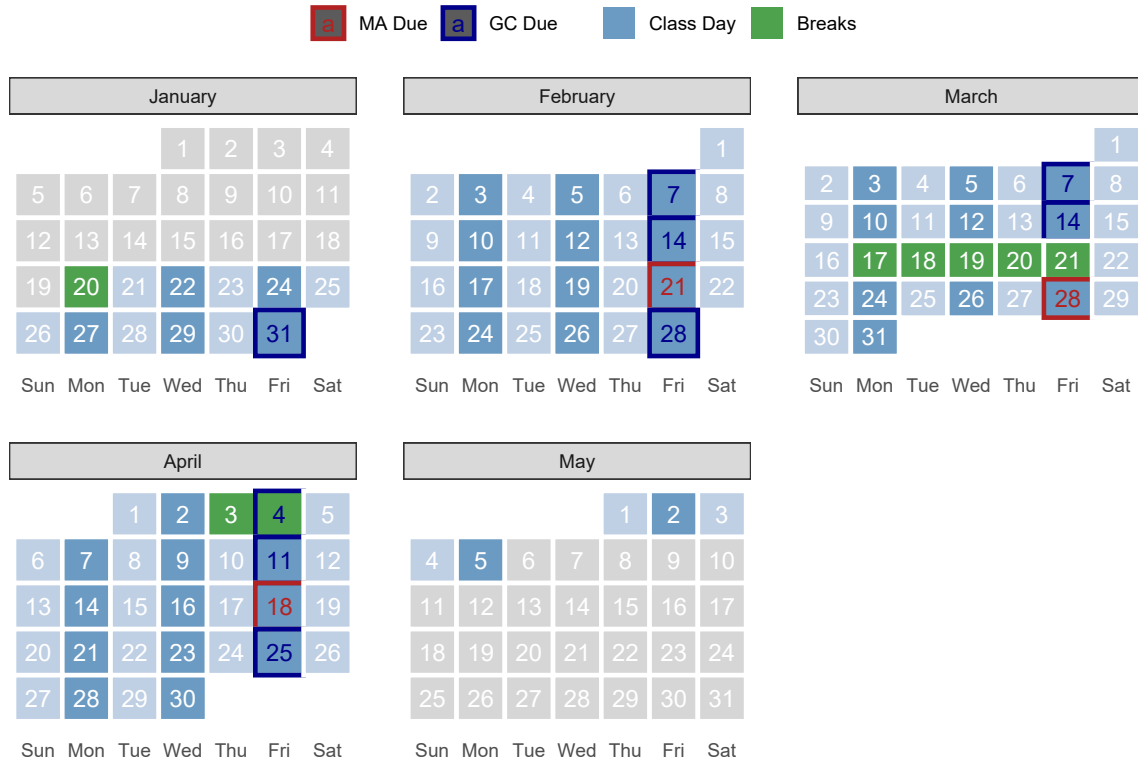 a MA Due a GC Due Class Day Breaks
January February March
1 2 3 4
5 6 7 8 9 10 11
12 13 14 15 16 17 18
19 20 21 22 23 24 25
26 27 28 29 30 31
Sun Mon Tue Wed Thu Fri Sat
1
2 3 4 5 6 7 8
9 10 11 12 13 14 15
16 17 18 19 20 21 22
23 24 25 26 27 28
Sun Mon Tue Wed Thu Fri Sat
1
2 3 4 5 6 7 8
9 10 11 12 13 14 15
16 17 18 19 20 21 22
23 24 25 26 27 28 29
30 31
Sun Mon Tue Wed Thu Fri Sat
April May
1 2 3 4 5
6 7 8 9 10 11 12
13 14 15 16 17 18 19
20 21 22 23 24 25 26
27 28 29 30
Sun Mon Tue Wed Thu Fri Sat
1 2 3
4 5 6 7 8 9 10
11 12 13 14 15 16 17
18 19 20 21 22 23 24
25 26 27 28 29 30 31
Sun Mon Tue Wed Thu Fri Sat